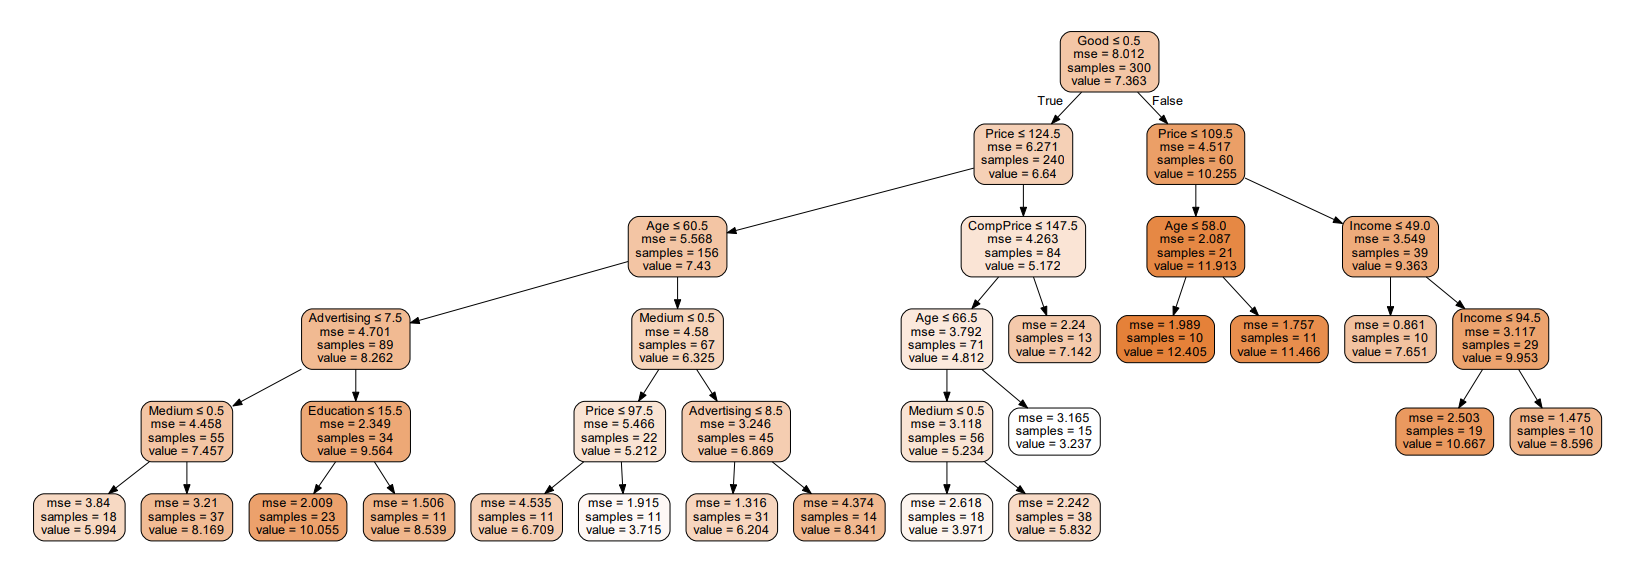 Good ≤ 0.5
mse = 8.012
samples = 300
value = 7.363
True
False
Price ≤ 124.5
mse = 6.271
samples = 240
value = 6.64
Price ≤ 109.5
mse = 4.517
samples = 60
value = 10.255
Age ≤ 60.5
mse = 5.568
samples = 156
value = 7.43
CompPrice ≤ 147.5
mse = 4.263
samples = 84
value = 5.172
Age ≤ 58.0
mse = 2.087
samples = 21
value = 11.913
Income ≤ 49.0
mse = 3.549
samples = 39
value = 9.363
Advertising ≤ 7.5
mse = 4.701
samples = 89
value = 8.262
Medium ≤ 0.5
mse = 4.58
samples = 67
value = 6.325
Age ≤ 66.5
mse = 3.792
samples = 71
value = 4.812
mse = 2.24
samples = 13
value = 7.142
mse = 1.989
samples = 10
value = 12.405
mse = 1.757
samples = 11
value = 11.466
mse = 0.861
samples = 10
value = 7.651
Income ≤ 94.5
mse = 3.117
samples = 29
value = 9.953
Medium ≤ 0.5
mse = 4.458
samples = 55
value = 7.457
Education ≤ 15.5
mse = 2.349
samples = 34
value = 9.564
Price ≤ 97.5
mse = 5.466
samples = 22
value = 5.212
Advertising ≤ 8.5
mse = 3.246
samples = 45
value = 6.869
Medium ≤ 0.5
mse = 3.118
samples = 56
value = 5.234
mse = 3.165
samples = 15
value = 3.237
mse = 2.503
samples = 19
value = 10.667
mse = 1.475
samples = 10
value = 8.596
mse = 3.84
samples = 18
value = 5.994
mse = 3.21
samples = 37
value = 8.169
mse = 2.009
samples = 23
value = 10.055
mse = 1.506
samples = 11
value = 8.539
mse = 4.535
samples = 11
value = 6.709
mse = 1.915
samples = 11
value = 3.715
mse = 1.316
samples = 31
value = 6.204
mse = 4.374
samples = 14
value = 8.341
mse = 2.618
samples = 18
value = 3.971
mse = 2.242
samples = 38
value = 5.832